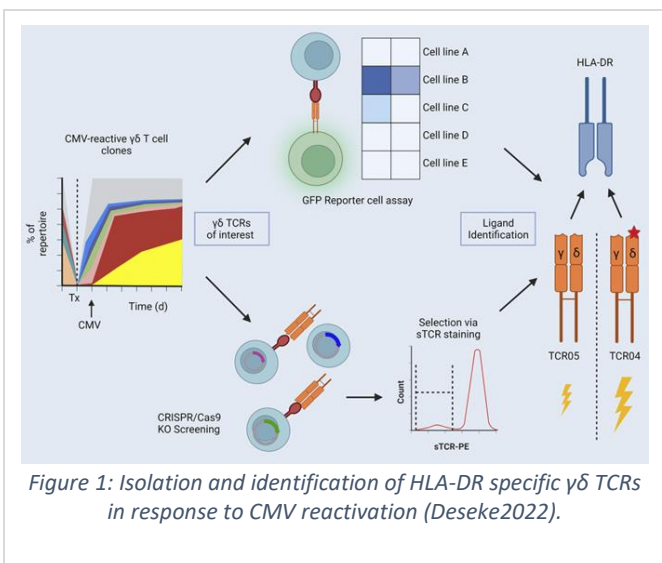 CMV-reactive γδ T cell
clones
% of
repertoire
Tx
Time (d)
CMV
γδ TCRs
of interest
Cell line A
Cell line B
Cell line C
Cell line D
Cell line E
GFP Reporter cell assay
CRISPR/Cas9
KO Screening
Selection via
sTCR staining
Count
sTCR-PE
Ligand
Identification
HLA-DR
γ δ γ δ
TCR05 TCR04
Figure 1: Isolation and identification of HLA-DR specific γδ TCRs
in response to CMV reactivation (Deseke2022).